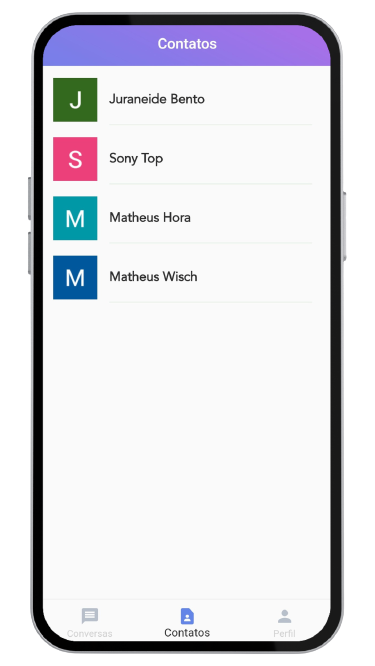 Contatos
J
Juraneide Bento
S
Sony Top
M
Matheus Hora
M
Matheus Wisch
Conversas
Contatos
Perfil